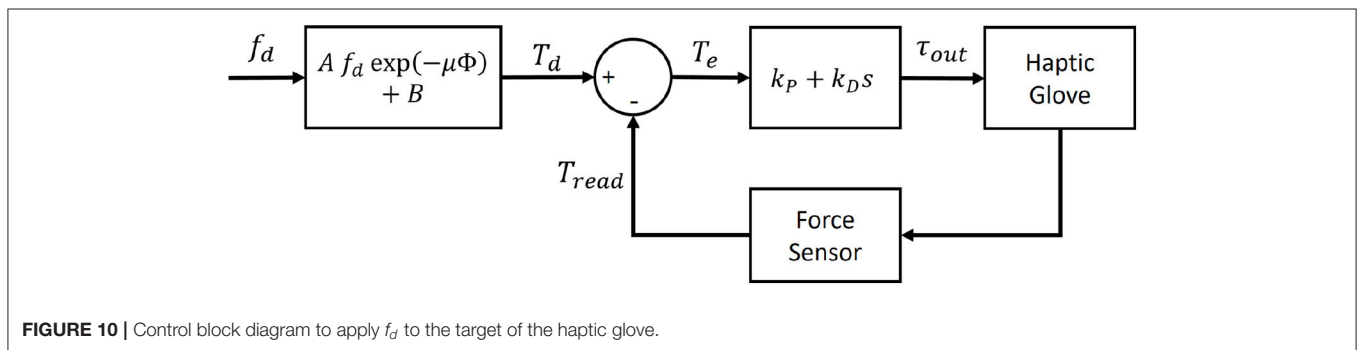 f_d
A f_d exp(−μΦ)
+ B
T_d
+
-
T_e
k_P + k_D s
τ_out
Haptic
Glove
T_read
Force
Sensor
FIGURE 10 | Control block diagram to apply f_d to the target of the haptic glove.